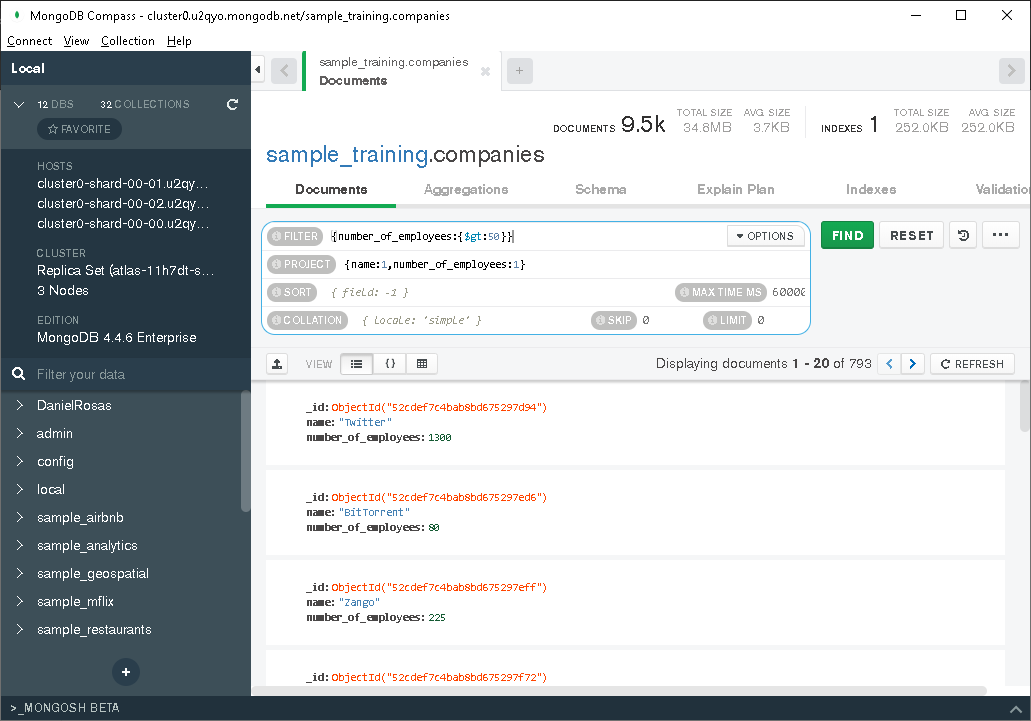 MongoDB Compass - cluster0.u2qyo.mongodb.net/sample_training.companies
Connect View Collection Help
Local
12 DBS 32 COLLECTIONS
FAVORITE
HOSTS
cluster0-shard-00-01.u2qy...
cluster0-shard-00-02.u2qy...
cluster0-shard-00-00.u2qy...
CLUSTER
Replica Set (atlas-11h7dt-s...
3 Nodes
EDITION
MongoDB 4.4.6 Enterprise
Filter your data
DanielRosas
admin
config
local
sample_airbnb
sample_analytics
sample_geospatial
sample_mflix
sample_restaurants
+
>_MONGOSH BETA
sample_training.companies
Documents
+
DOCUMENTS 9.5k TOTAL SIZE 34.8MB AVG. SIZE 3.7KB INDEXES 1 TOTAL SIZE 252.0KB AVG. SIZE 252.0KB
sample_training.companies
Documents Aggregations Schema Explain Plan Indexes Validatio
FILTER {number_of_employees:{$gt:50}} OPTIONS FIND RESET ...
PROJECT {name:1,number_of_employees:1}
SORT { field: -1 } MAX TIME MS 60000
COLLATION { locale: 'simple' } SKIP 0 LIMIT 0
VIEW {} Displaying documents 1 - 20 of 793 < > REFRESH
_id: ObjectId("52cdef7c4bab8bd675297d94")
name: "Twitter"
number_of_employees: 1300
_id: ObjectId("52cdef7c4bab8bd675297ed6")
name: "BitTorrent"
number_of_employees: 80
_id: ObjectId("52cdef7c4bab8bd675297eff")
name: "Zango"
number_of_employees: 225
_id: ObjectId("52cdef7c4bab8bd675297f72")